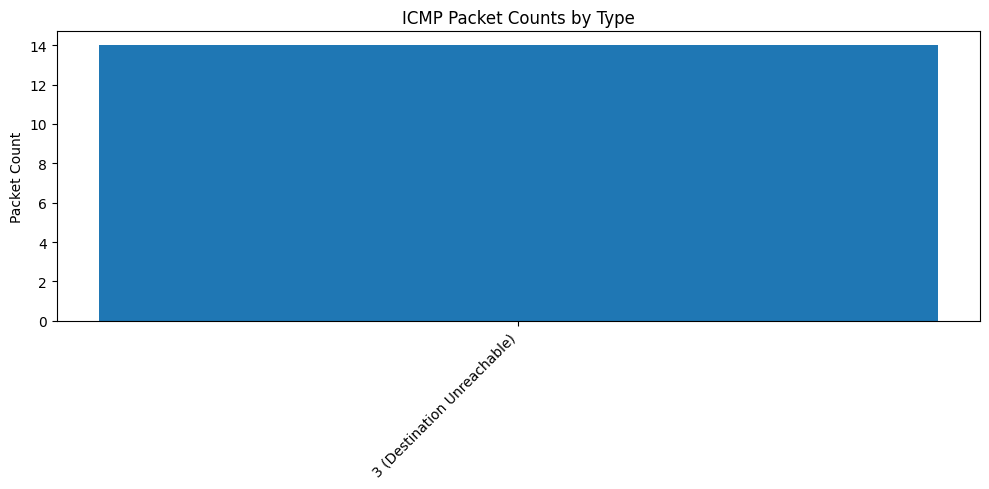 ICMP Packet Counts by Type
Packet Count
14
12
10
8
6
4
2
0
3 (Destination Unreachable)